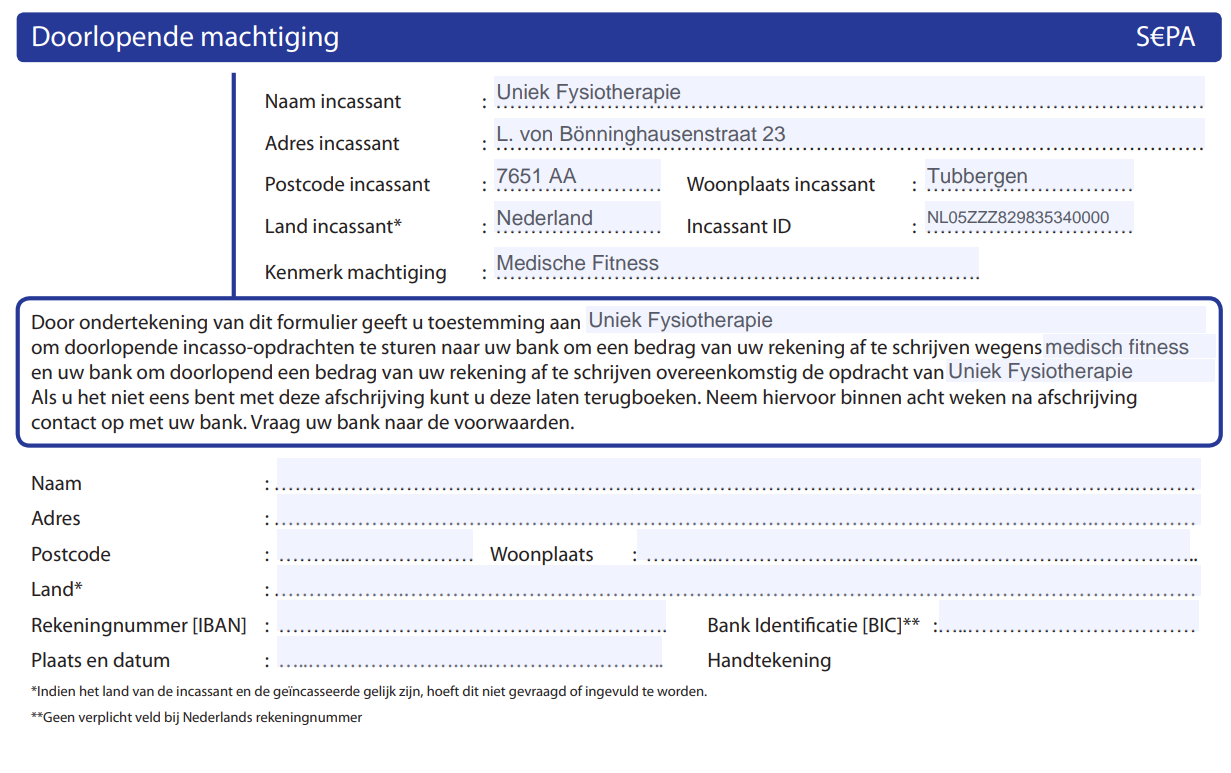 Doorlopende machtiging S€PA
Naam incassant : Uniek Fysiotherapie
Adres incassant : L. von Bönninghausenstraat 23
Postcode incassant : 7651 AA Woonplaats incassant : Tubbergen
Land incassant* : Nederland Incassant ID : NL05ZZZ829835340000
Kenmerk machtiging : Medische Fitness
Door ondertekening van dit formulier geeft u toestemming aan Uniek Fysiotherapie
om doorlopende incasso-opdrachten te sturen naar uw bank om een bedrag van uw rekening af te schrijven wegens medisch fitness
en uw bank om doorlopend een bedrag van uw rekening af te schrijven overeenkomstig de opdracht van Uniek Fysiotherapie
Als u het niet eens bent met deze afschrijving kunt u deze laten terugboeken. Neem hiervoor binnen acht weken na afschrijving
contact op met uw bank. Vraag uw bank naar de voorwaarden.
Naam :
Adres :
Postcode : Woonplaats :
Land* :
Rekeningnummer [IBAN] : Bank Identificatie [BIC]** :
Plaats en datum : Handtekening
*Indien het land van de incassant en de geïncasseerde gelijk zijn, hoeft dit niet gevraagd of ingevuld te worden.
**Geen verplicht veld bij Nederlands rekeningnummer